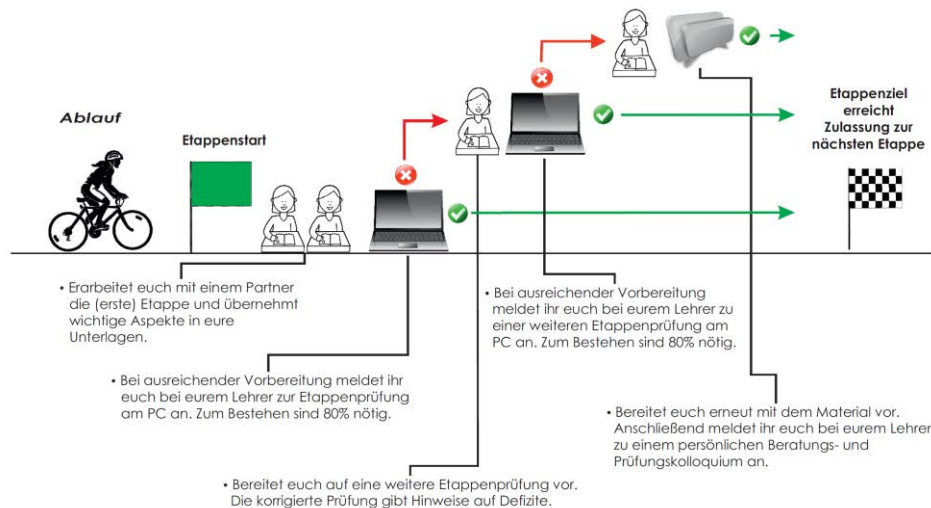 Ablauf
Etappenstart
Etappenziel
erreicht
Zulassung zur
nächsten Etappe
• Erarbeitet euch mit einem Partner
die (erste) Etappe und übernehmt
wichtige Aspekte in eure
Unterlagen.
• Bei ausreichender Vorbereitung meldet ihr
euch bei eurem Lehrer zur Etappenprüfung
am PC an. Zum Bestehen sind 80% nötig.
• Bereitet euch auf eine weitere Etappenprüfung vor.
Die korrigierte Prüfung gibt Hinweise auf Defizite.
• Bei ausreichender Vorbereitung
meldet ihr euch bei eurem Lehrer zu
einer weiteren Etappenprüfung am
PC an. Zum Bestehen sind 80% nötig.
• Bereitet euch erneut mit dem Material vor.
Anschließend meldet ihr euch bei eurem Lehrer
zu einem persönlichen Beratungs- und
Prüfungskolloquium an.